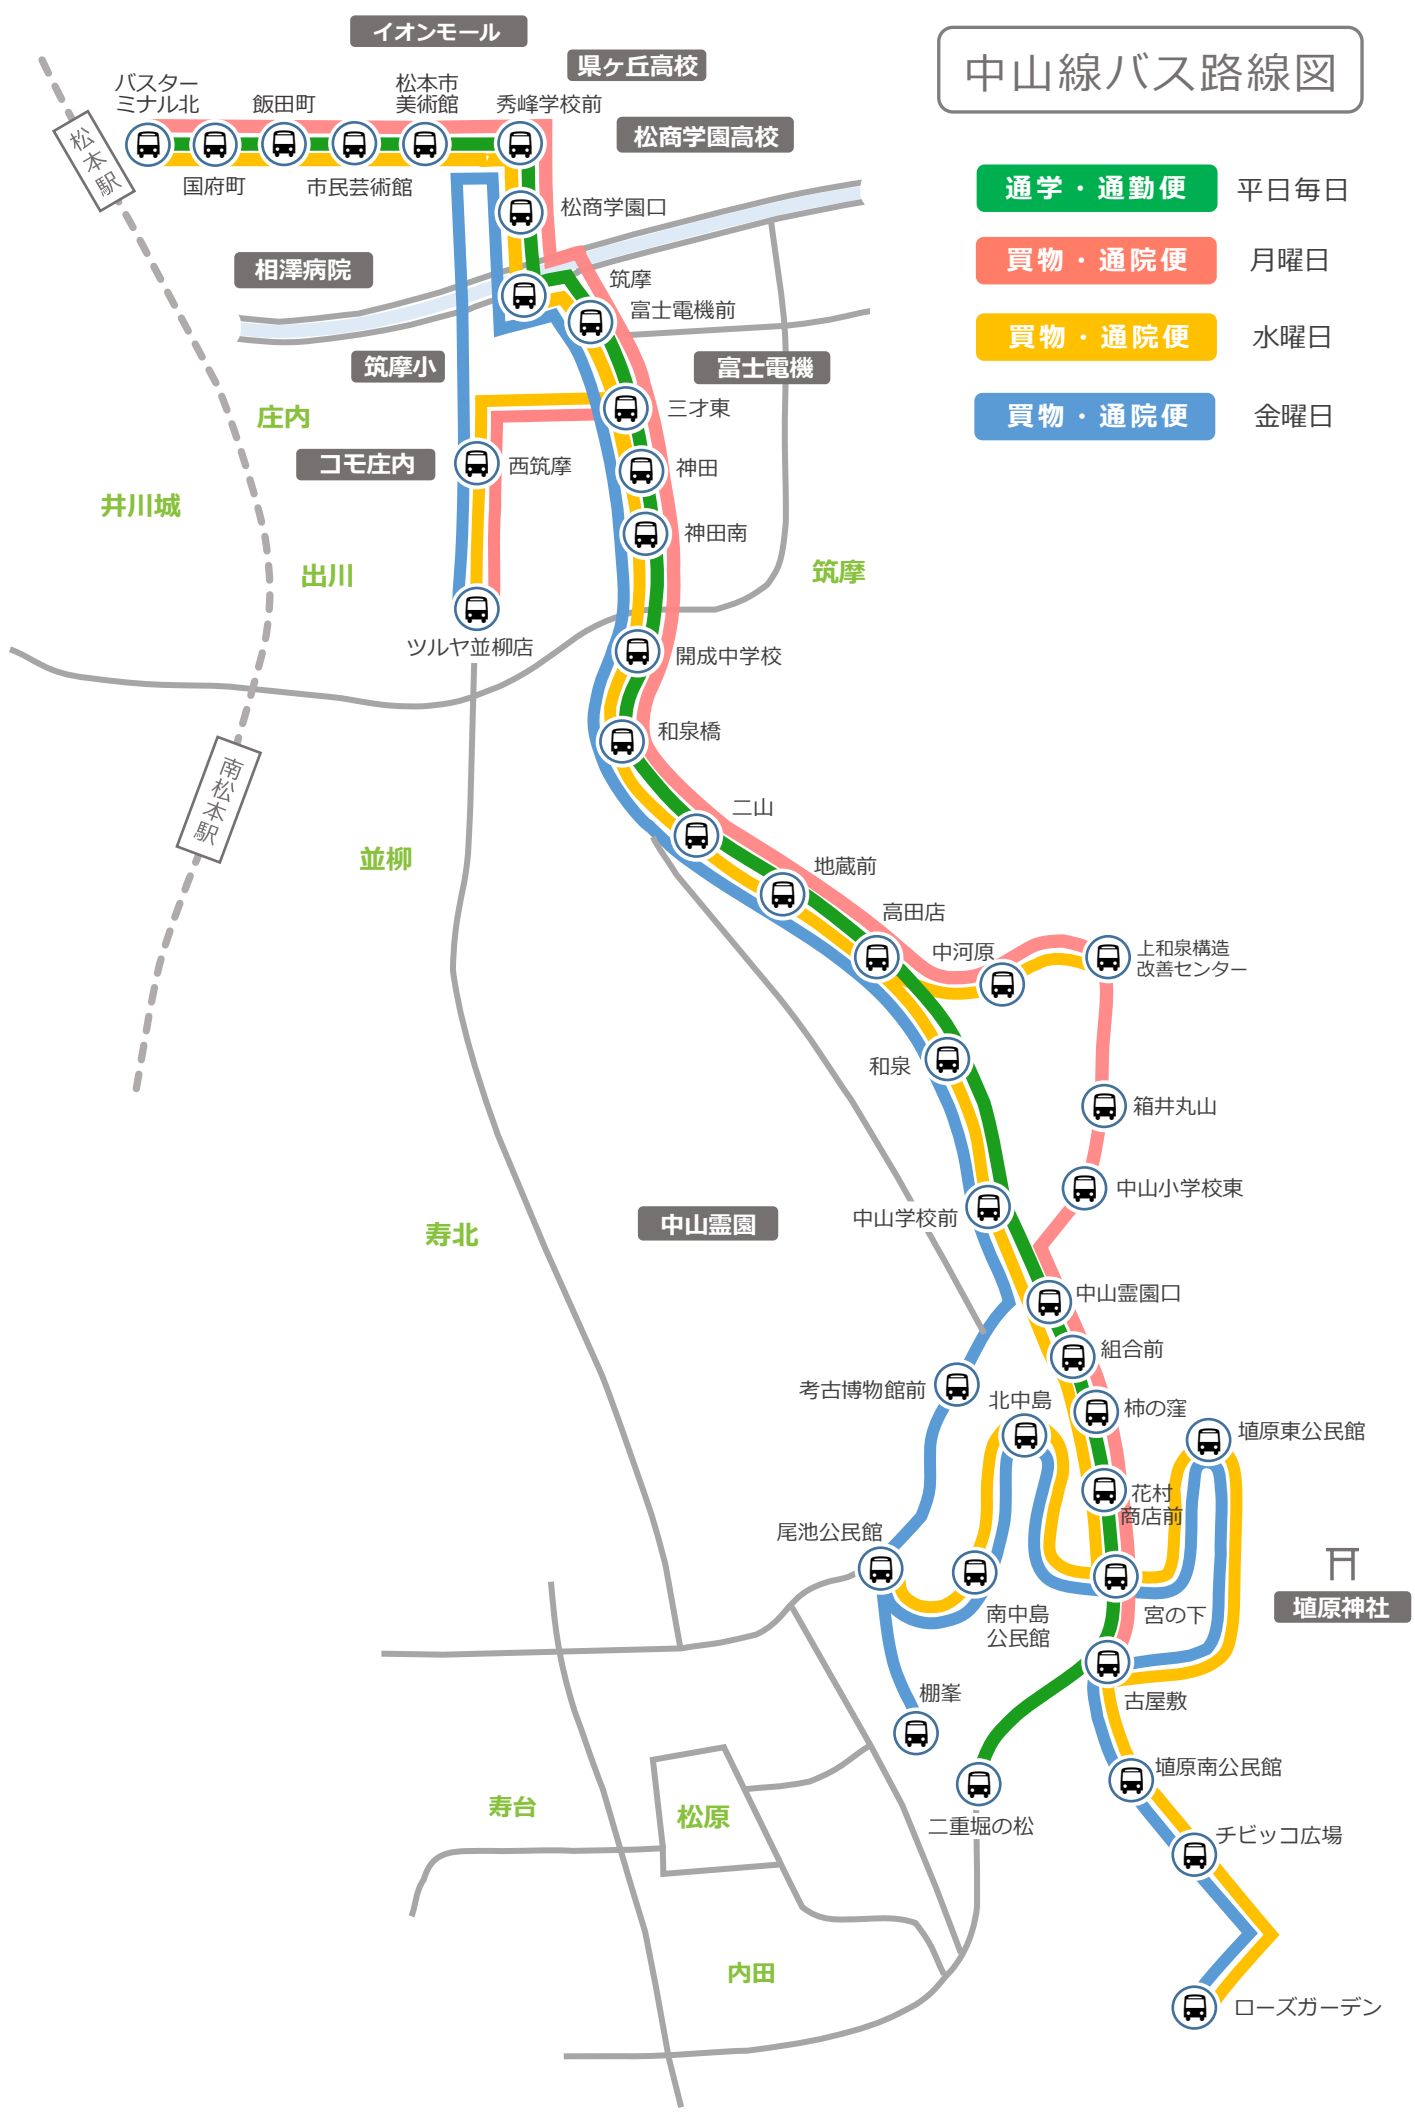 中山線バス路線図
通学・通勤便 平日毎日
買物・通院便 月曜日
買物・通院便 水曜日
買物・通院便 金曜日
イオンモール
県ヶ丘高校
松商学園高校
バスター
ミナル北
飯田町
松本市
美術館
秀峰学校前
松本駅
国府町
市民芸術館
松商学園口
相澤病院
筑摩
富士電機前
筑摩小
富士電機
庄内
三才東
コモ庄内
西筑摩
神田
井川城
神田南
出川
筑摩
ツルヤ並柳店
開成中学校
和泉橋
南松本駅
二山
並柳
地蔵前
高田店
中河原
上和泉構造
改善センター
和泉
箱井丸山
中山小学校東
中山霊園
中山学校前
寿北
中山霊園口
組合前
考古博物館前
北中島
柿の窪
埴原東公民館
花村
商店前
尾池公民館
南中島
公民館
宮の下
埴原神社
棚峯
古屋敷
埴原南公民館
寿台
松原
二重堀の松
チビッコ広場
内田
ローズガーデン